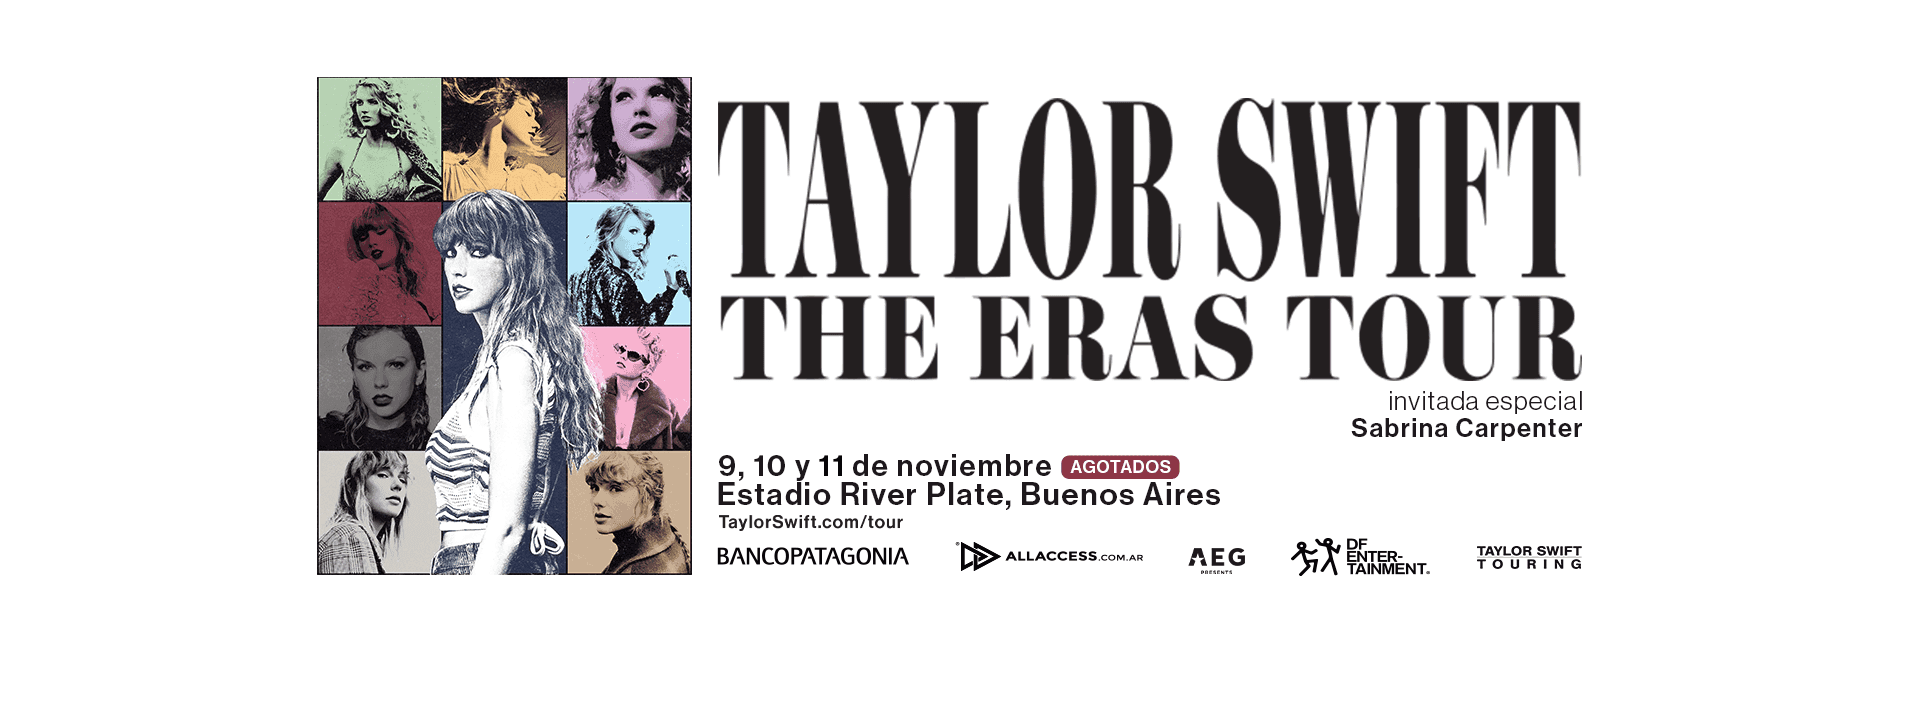 TAYLOR SWIFT
THE ERAS TOUR
invitada especial
Sabrina Carpenter
9, 10 y 11 de noviembre AGOTADOS
Estadio River Plate, Buenos Aires
TaylorSwift.com/tour
BANCOPATAGONIA
ALLACCESS.COM.AR
AEG
PRESENTS
DF
ENTER-
TAINMENT®
TAYLOR SWIFT
TOURING